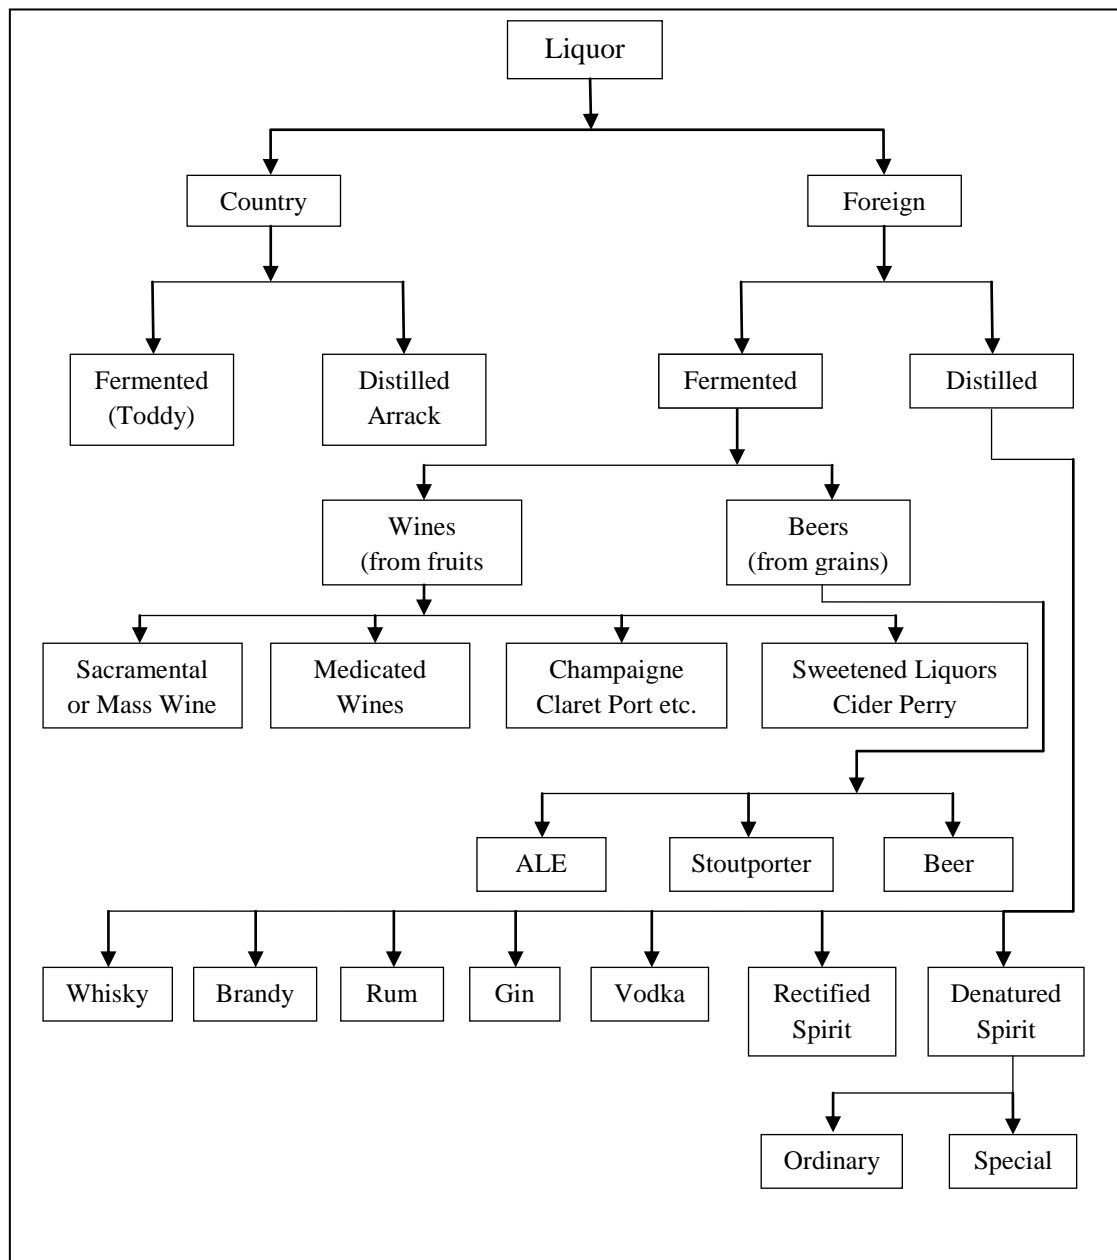 Liquor
Country
Foreign
Fermented
(Toddy)
Distilled
Arrack
Fermented
Distilled
Wines
(from fruits
Beers
(from grains)
Sacramental
or Mass Wine
Medicated
Wines
Champaigne
Claret Port etc.
Sweetened Liquors
Cider Perry
ALE
Stoutporter
Beer
Whisky
Brandy
Rum
Gin
Vodka
Rectified
Spirit
Denatured
Spirit
Ordinary
Special